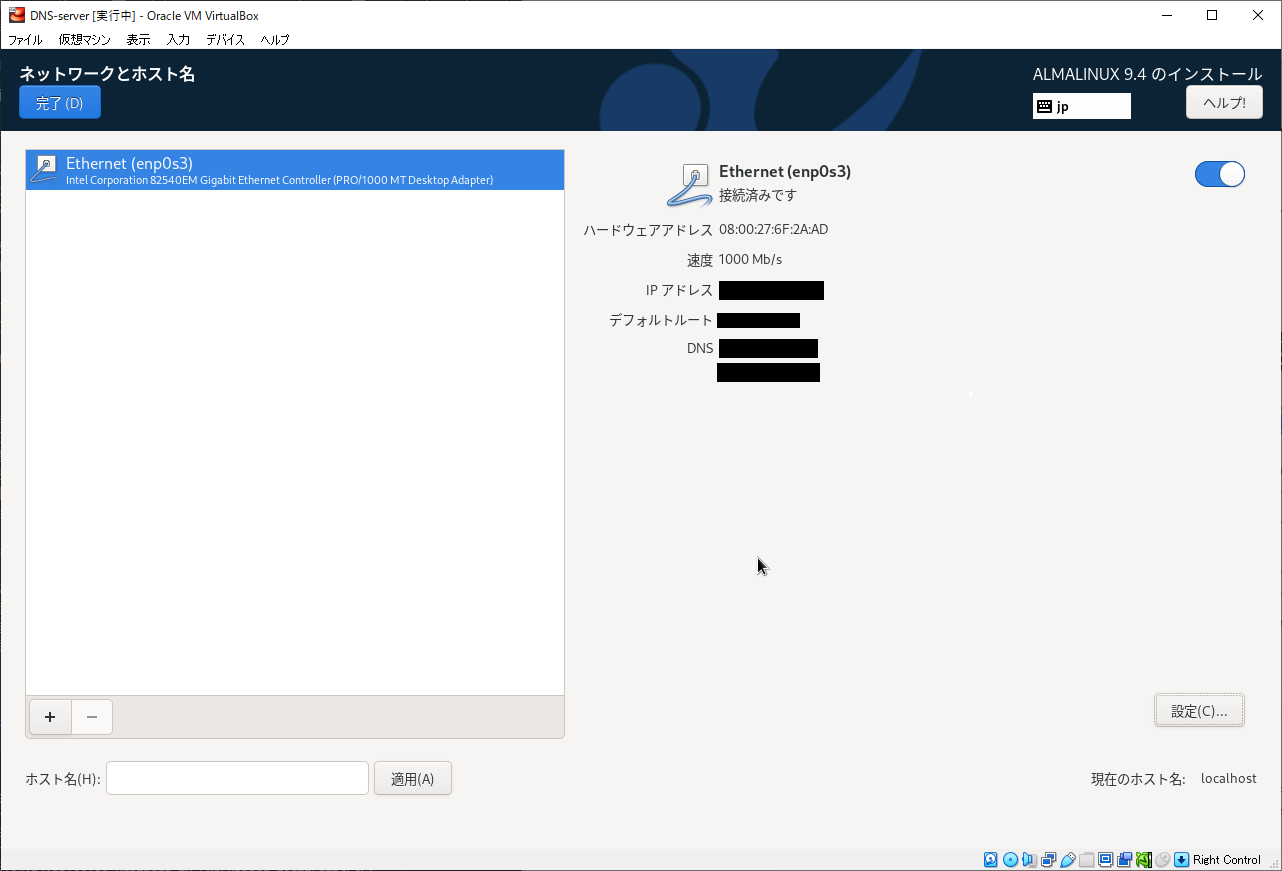 DNS-server [実行中] - Oracle VM VirtualBox
ファイル 仮想マシン 表示 入力 デバイス ヘルプ
ネットワークとホスト名
完了(D)
ALMALINUX 9.4 のインストール
jp
ヘルプ!
Ethernet (enp0s3)
Intel Corporation 82540EM Gigabit Ethernet Controller (PRO/1000 MT Desktop Adapter)
Ethernet (enp0s3)
接続済みです
ハードウェアアドレス 08:00:27:6F:2A:AD
速度 1000 Mb/s
IP アドレス
デフォルトルート
DNS
+ −
設定(C)...
ホスト名(H):
適用(A)
現在のホスト名: localhost
Right Control